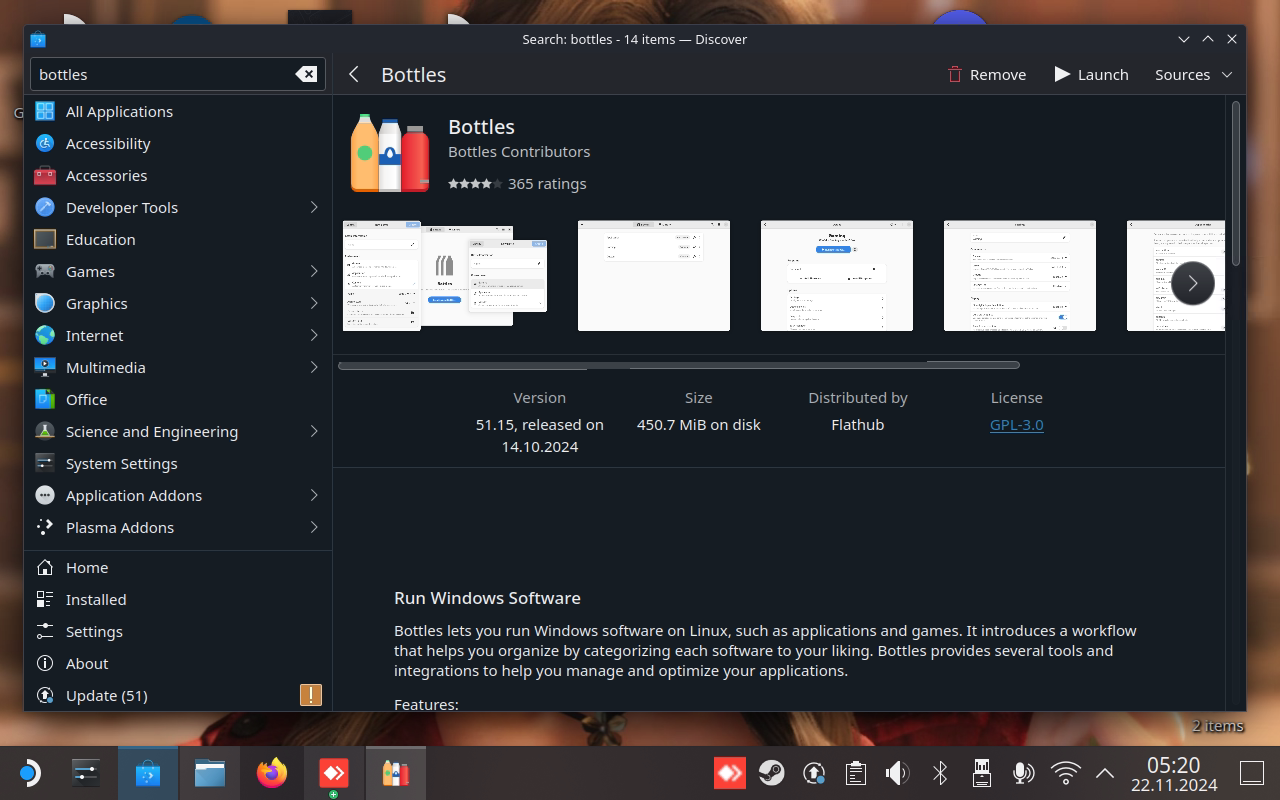 Search: bottles - 14 items — Discover
bottles
Bottles
Remove
Launch
Sources
G
All Applications
Accessibility
Accessories
Developer Tools
Education
Games
Graphics
Internet
Multimedia
Office
Science and Engineering
System Settings
Application Addons
Plasma Addons
Home
Installed
Settings
About
Update (51)
Bottles
Bottles Contributors
365 ratings
Bottles
Gaming
Version
Size
Distributed by
License
51.15, released on
14.10.2024
450.7 MiB on disk
Flathub
GPL-3.0
Run Windows Software
Bottles lets you run Windows software on Linux, such as applications and games. It introduces a workflow
that helps you organize by categorizing each software to your liking. Bottles provides several tools and
integrations to help you manage and optimize your applications.
Features:
2 items
05:20
22.11.2024